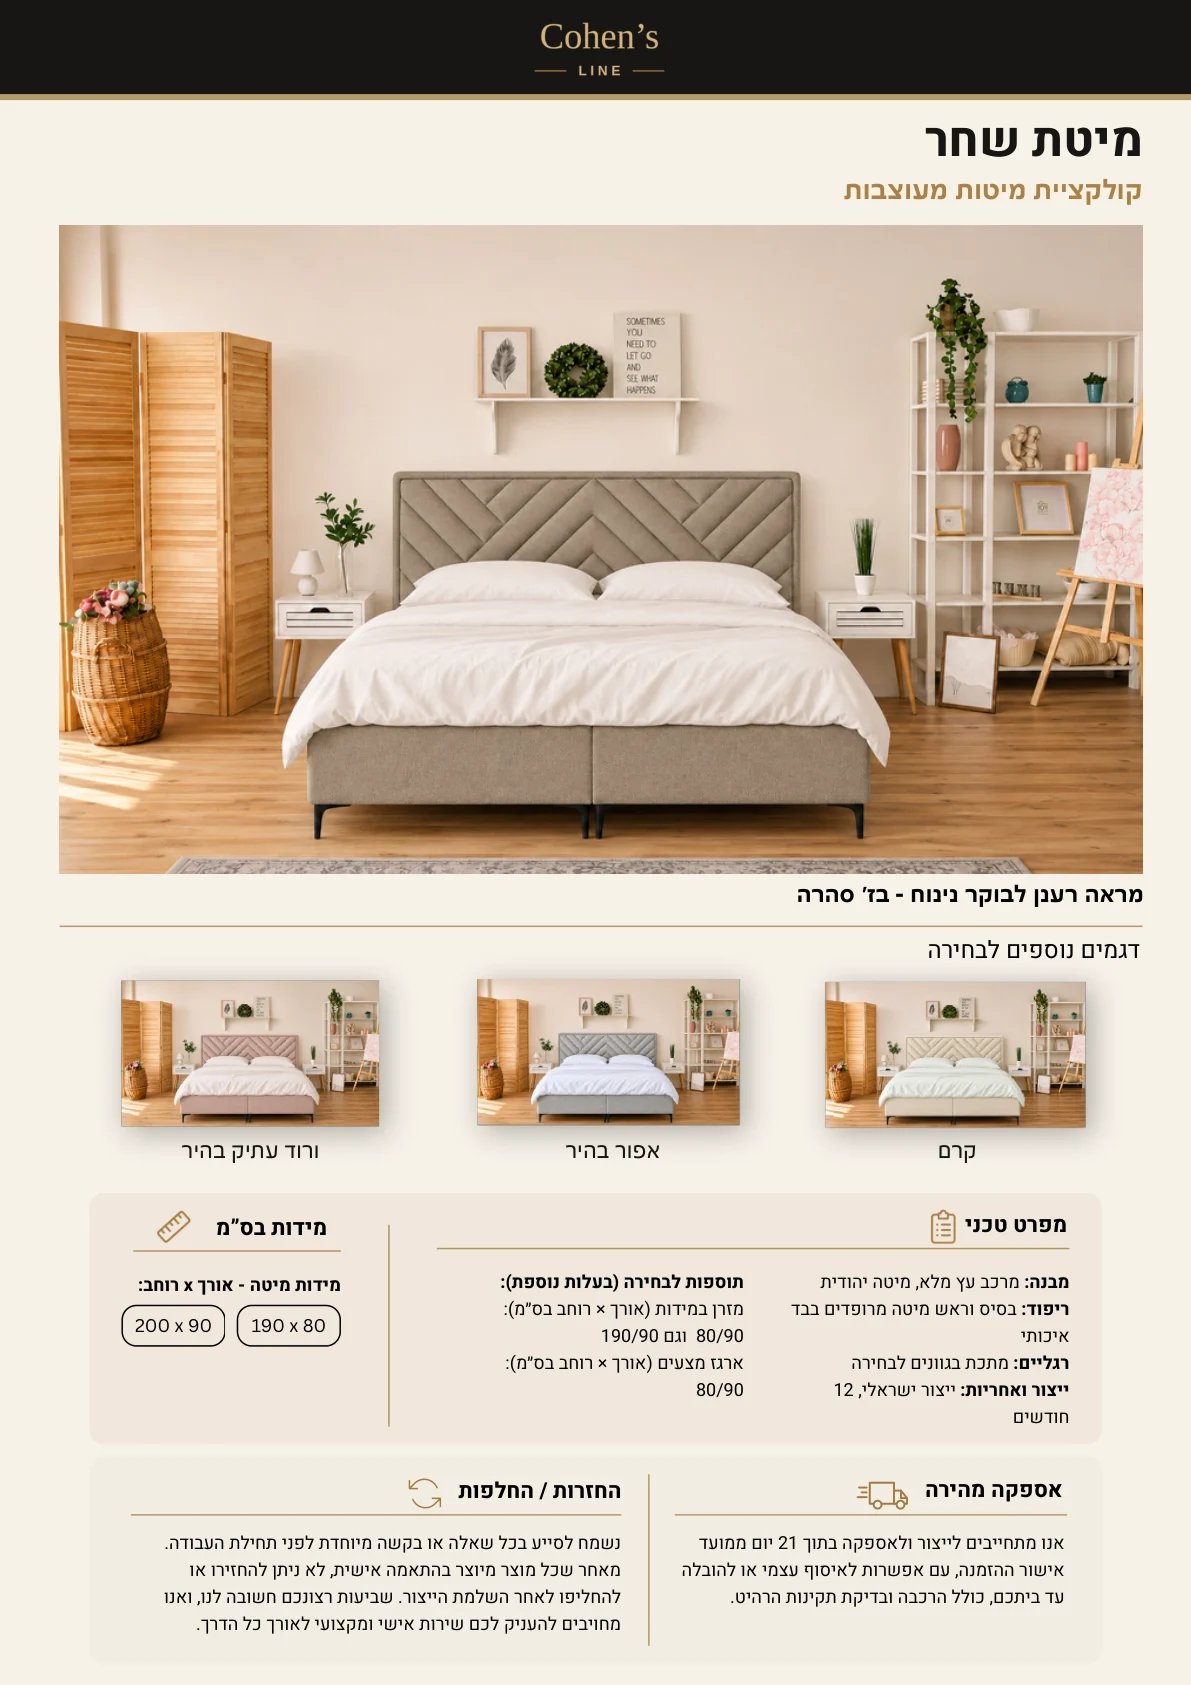 Cohen’s
LINE
מיטת שחר
קולקציית מיטות מעוצבות
SOMETIMES
YOU
NEED TO
LET GO
AND
SEE WHAT
HAPPENS
מראה רענן לבוקר נינוח - בז׳ סהרה
דגמים נוספים לבחירה
קרם
אפור בהיר
ורוד עתיק בהיר
מפרט טכני
מבנה: מרכב עץ מלא, מיטה יהודית
ריפוד: בסיס וראש מיטה מרופדים בבד
איכותי
רגליים: מתכת בגוונים לבחירה
ייצור ואחריות: ייצור ישראלי, 12
חודשים
תוספות לבחירה (בעלות נוספת):
מזרן במידות (אורך × רוחב בס״מ):
80/90 וגם 190/90
ארגז מצעים (אורך × רוחב בס״מ):
80/90
מידות בס״מ
מידות מיטה - אורך x רוחב:
190 x 80
200 x 90
אספקה מהירה
אנו מתחייבים לייצור ולאספקה בתוך 21 יום ממועד
אישור ההזמנה, עם אפשרות לאיסוף עצמי או להובלה
עד ביתכם, כולל הרכבה ובדיקת תקינות הרהיט.
החזרות / החלפות
נשמח לסייע בכל שאלה או בקשה מיוחדת לפני תחילת העבודה.
מאחר שכל מוצר מיוצר בהתאמה אישית, לא ניתן להחזירו או
להחליפו לאחר השלמת הייצור. שביעות רצונכם חשובה לנו, ואנו
מחויבים להעניק לכם שירות אישי ומקצועי לאורך כל הדרך.